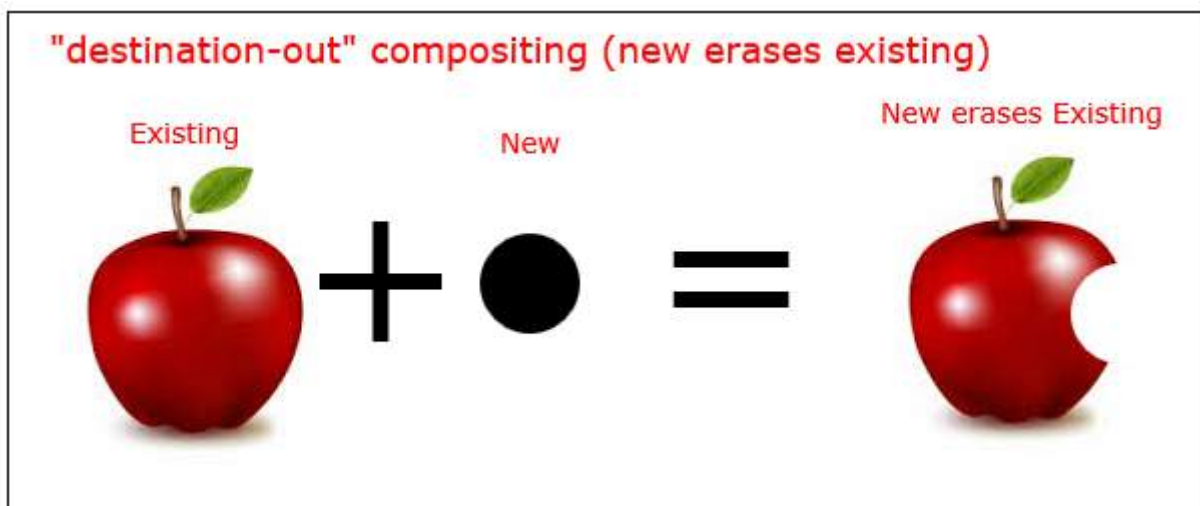 "destination-out" compositing (new erases existing)
Existing
New
New erases Existing